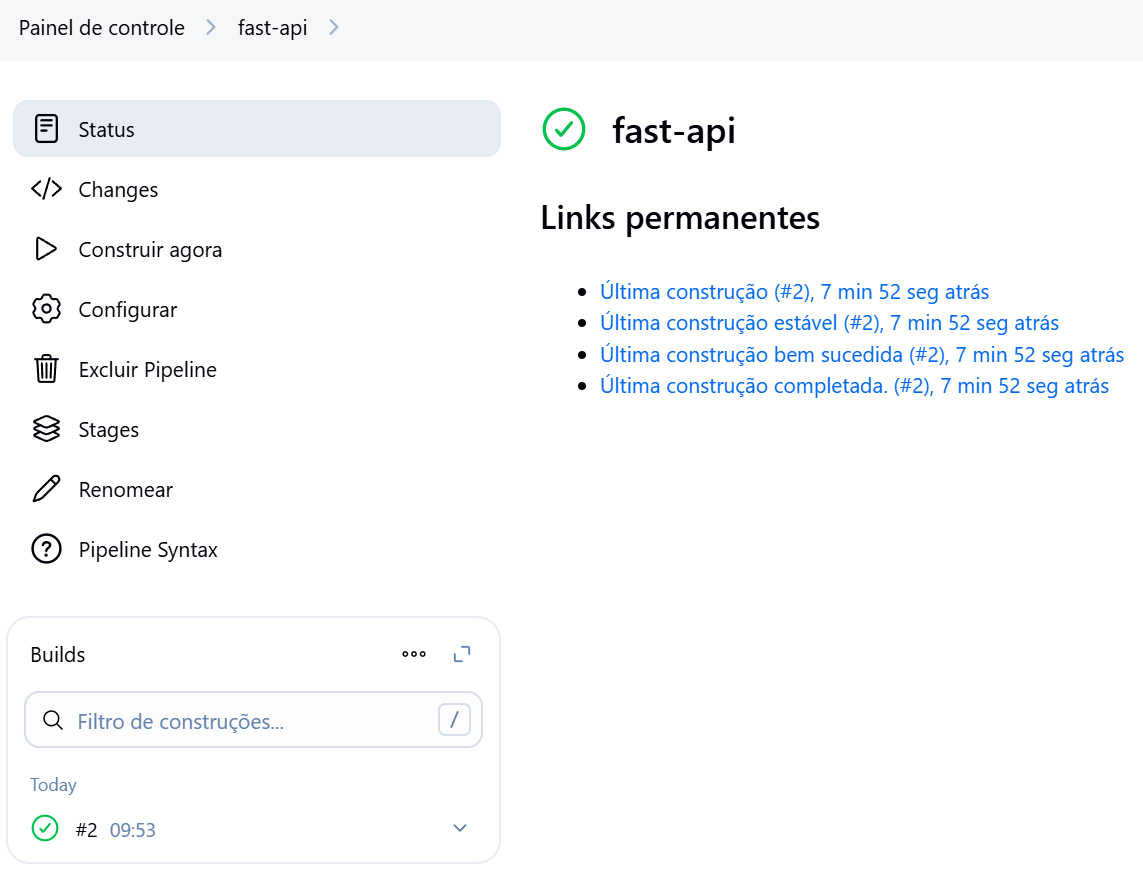 Painel de controle > fast-api >
Status
Changes
Construir agora
Configurar
Excluir Pipeline
Stages
Renomear
Pipeline Syntax
Builds
Filtro de construções... /
Today
#2 09:53
fast-api
Links permanentes
Última construção (#2), 7 min 52 seg atrás
Última construção estável (#2), 7 min 52 seg atrás
Última construção bem sucedida (#2), 7 min 52 seg atrás
Última construção completada. (#2), 7 min 52 seg atrás